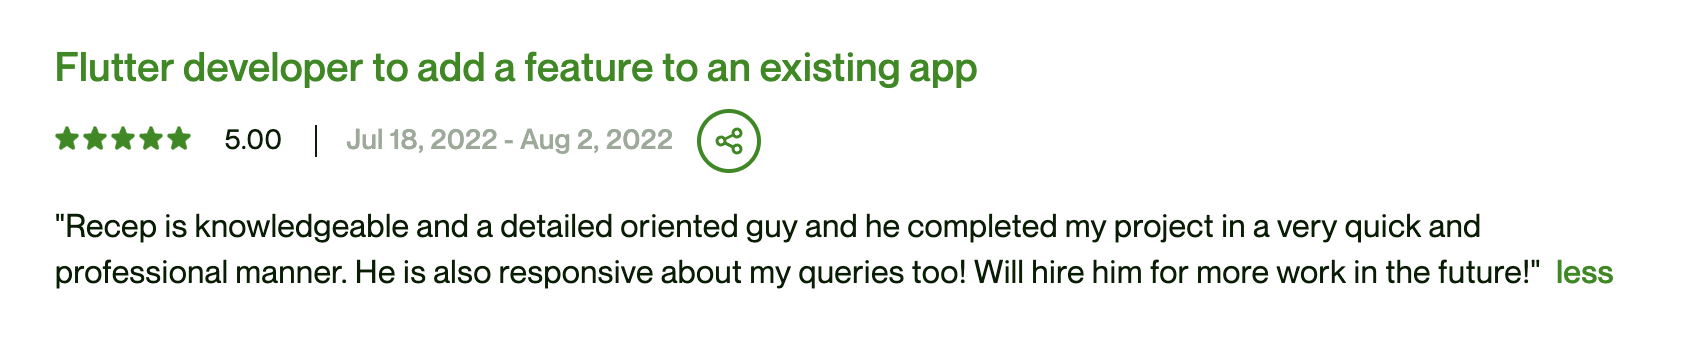 Flutter developer to add a feature to an existing app
5.00 | Jul 18, 2022 - Aug 2, 2022
"Recep is knowledgeable and a detailed oriented guy and he completed my project in a very quick and
professional manner. He is also responsive about my queries too! Will hire him for more work in the future!" less